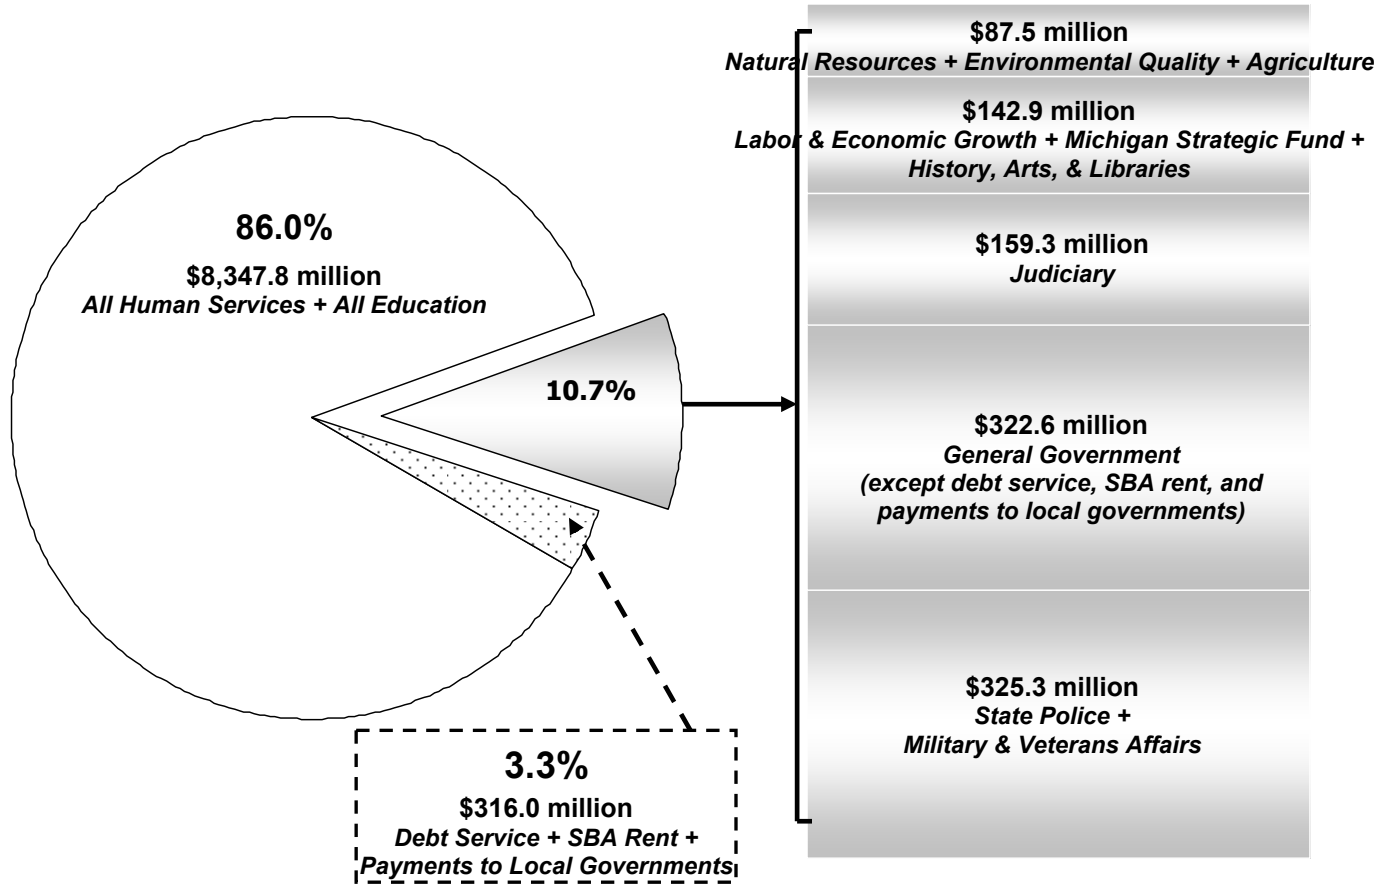 86.0%
$8,347.8 million
All Human Services + All Education
10.7%
3.3%
$316.0 million
Debt Service + SBA Rent +
Payments to Local Governments
$87.5 million
Natural Resources + Environmental Quality + Agriculture
$142.9 million
Labor & Economic Growth + Michigan Strategic Fund +
History, Arts, & Libraries
$159.3 million
Judiciary
$322.6 million
General Government
(except debt service, SBA rent, and
payments to local governments)
$325.3 million
State Police +
Military & Veterans Affairs